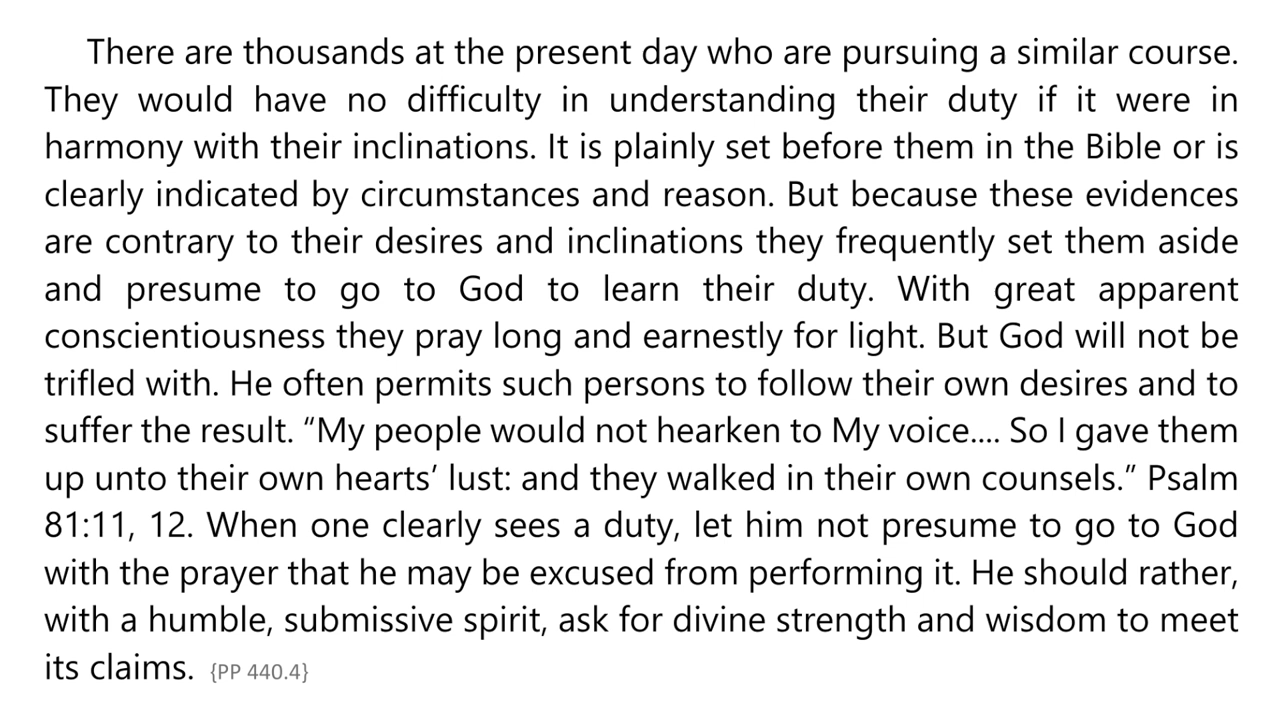 There are thousands at the present day who are pursuing a similar course.
They would have no difficulty in understanding their duty if it were in
harmony with their inclinations. It is plainly set before them in the Bible or is
clearly indicated by circumstances and reason. But because these evidences
are contrary to their desires and inclinations they frequently set them aside
and presume to go to God to learn their duty. With great apparent
conscientiousness they pray long and earnestly for light. But God will not be
trifled with. He often permits such persons to follow their own desires and to
suffer the result. “My people would not hearken to My voice.... So I gave them
up unto their own hearts’ lust: and they walked in their own counsels.” Psalm
81:11, 12. When one clearly sees a duty, let him not presume to go to God
with the prayer that he may be excused from performing it. He should rather,
with a humble, submissive spirit, ask for divine strength and wisdom to meet
its claims. {PP 440.4}